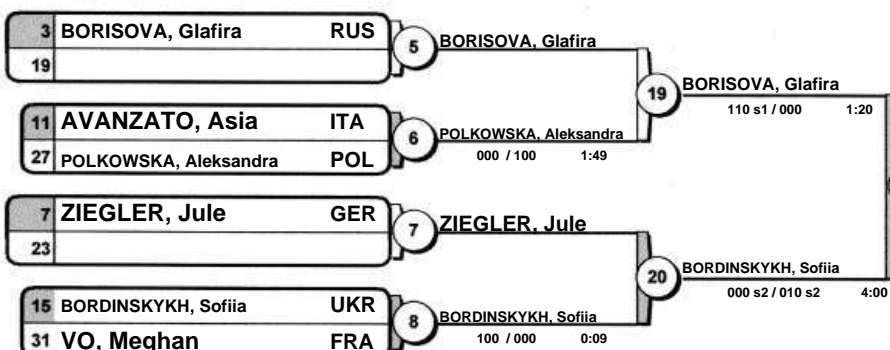 3 BORISOVA, Glafira RUS
19
5 BORISOVA, Glafira
11 AVANZATO, Asia ITA
27 POLKOWSKA, Aleksandra POL
6 POLKOWSKA, Aleksandra
000 / 100 1:49
19 BORISOVA, Glafira
110 s1 / 000 1:20
7 ZIEGLER, Jule GER
23
7 ZIEGLER, Jule
15 BORDINSKYKH, Sofiia UKR
31 VO, Meghan FRA
8 BORDINSKYKH, Sofiia
100 / 000 0:09
20 BORDINSKYKH, Sofiia
000 s2 / 010 s2 4:00